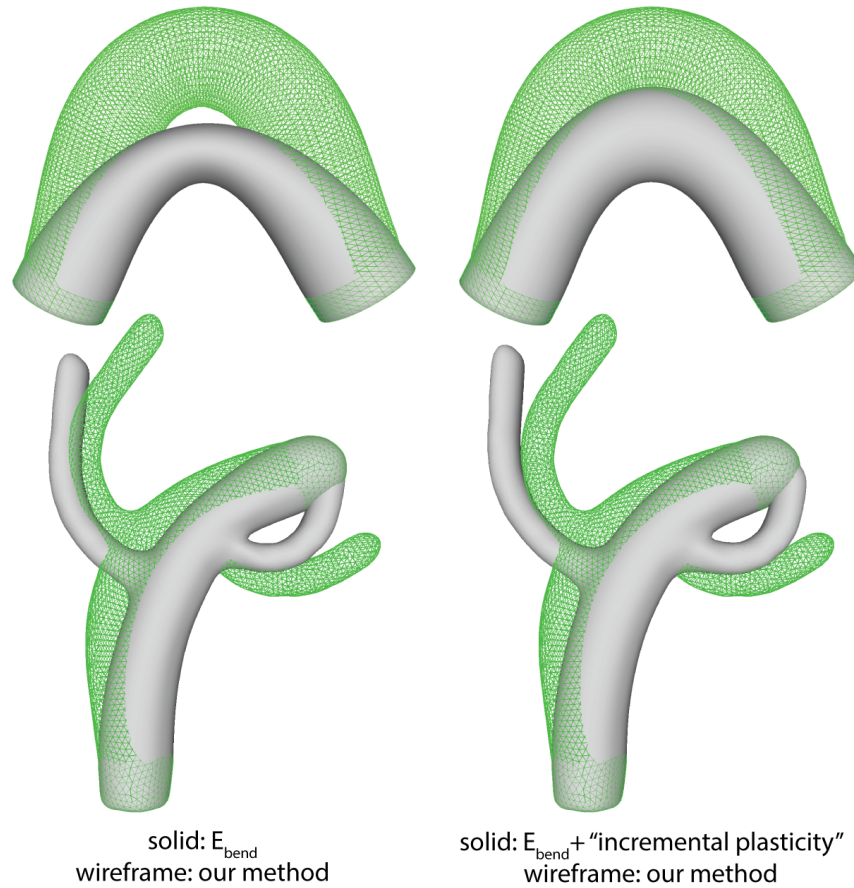 solid: E_bend
wireframe: our method
solid: E_bend + "incremental plasticity"
wireframe: our method